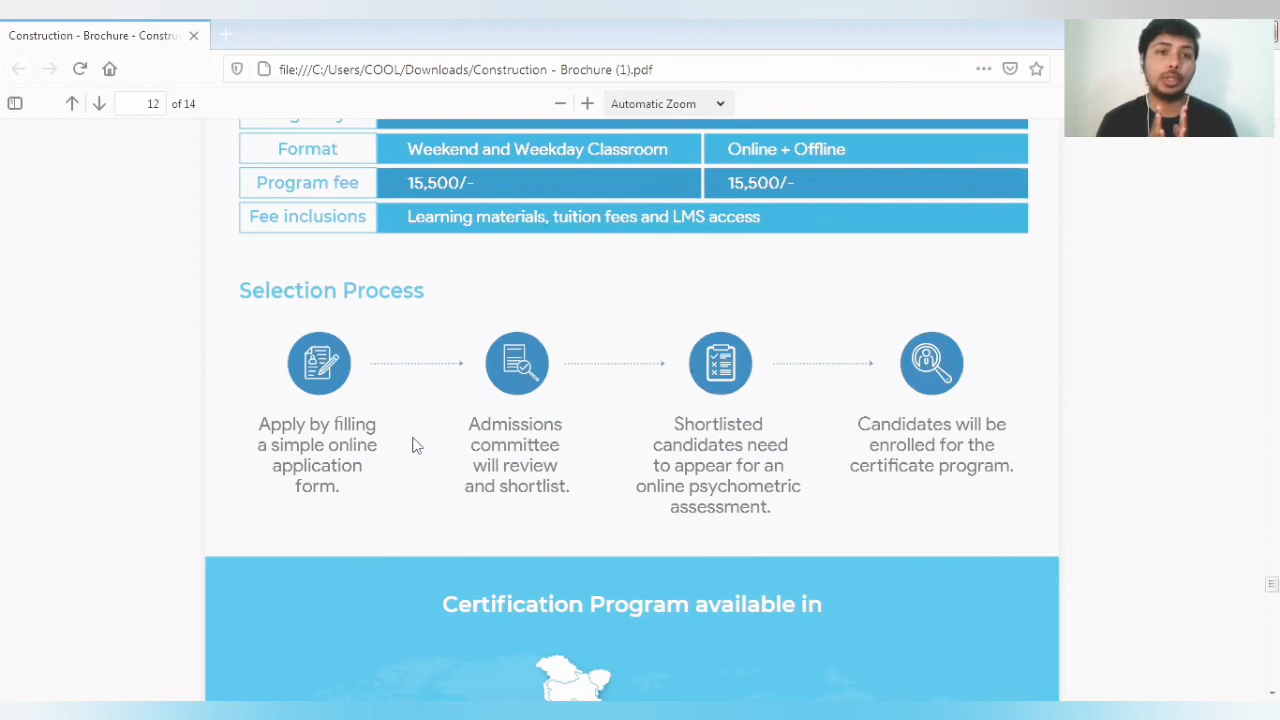 Construction - Brochure - Constru
file:///C:/Users/COOL/Downloads/Construction - Brochure (1).pdf
12 of 14
Automatic Zoom
Format Weekend and Weekday Classroom Online + Offline
Program fee 15,500/- 15,500/-
Fee inclusions Learning materials, tuition fees and LMS access
Selection Process
Apply by filling
a simple online
application
form.
Admissions
committee
will review
and shortlist.
Shortlisted
candidates need
to appear for an
online psychometric
assessment.
Candidates will be
enrolled for the
certificate program.
Certification Program available in